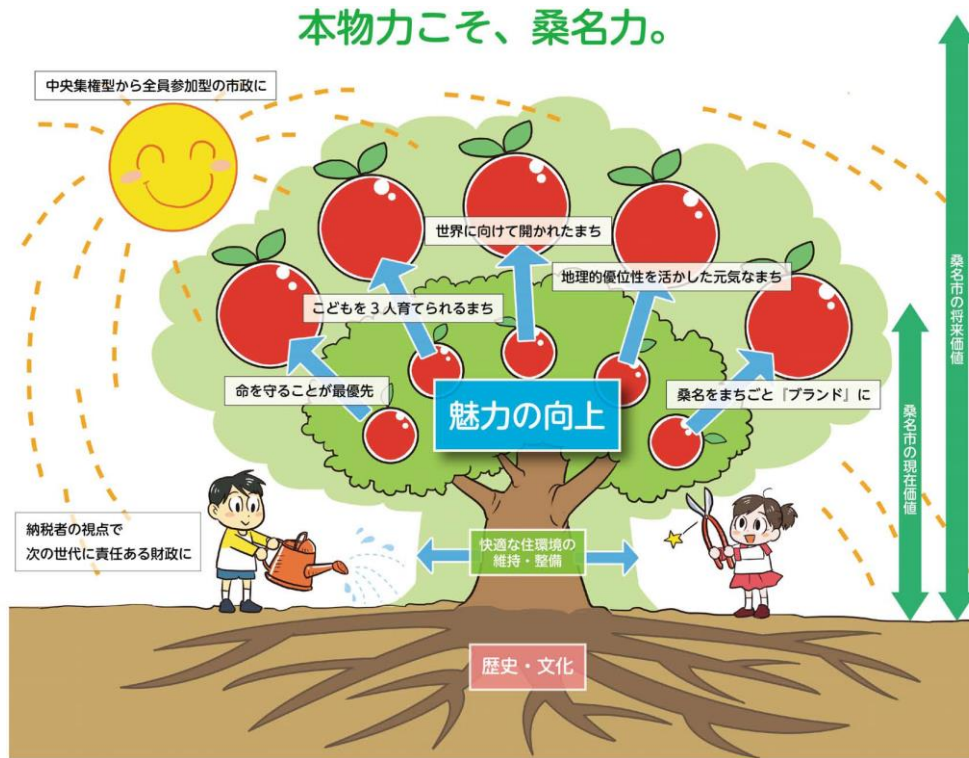 本物力こそ、桑名力。
中央集権型から全員参加型の市政に
世界に向けて開かれたまち
地理的優位性を活かした元気なまち
こどもを3人育てられるまち
命を守ることが最優先
桑名をまちごと『ブランド』に
魅力の向上
桑名市の将来価値
桑名市の現在価値
納税者の視点で
次の世代に責任ある財政に
快適な住環境の
維持・整備
歴史・文化